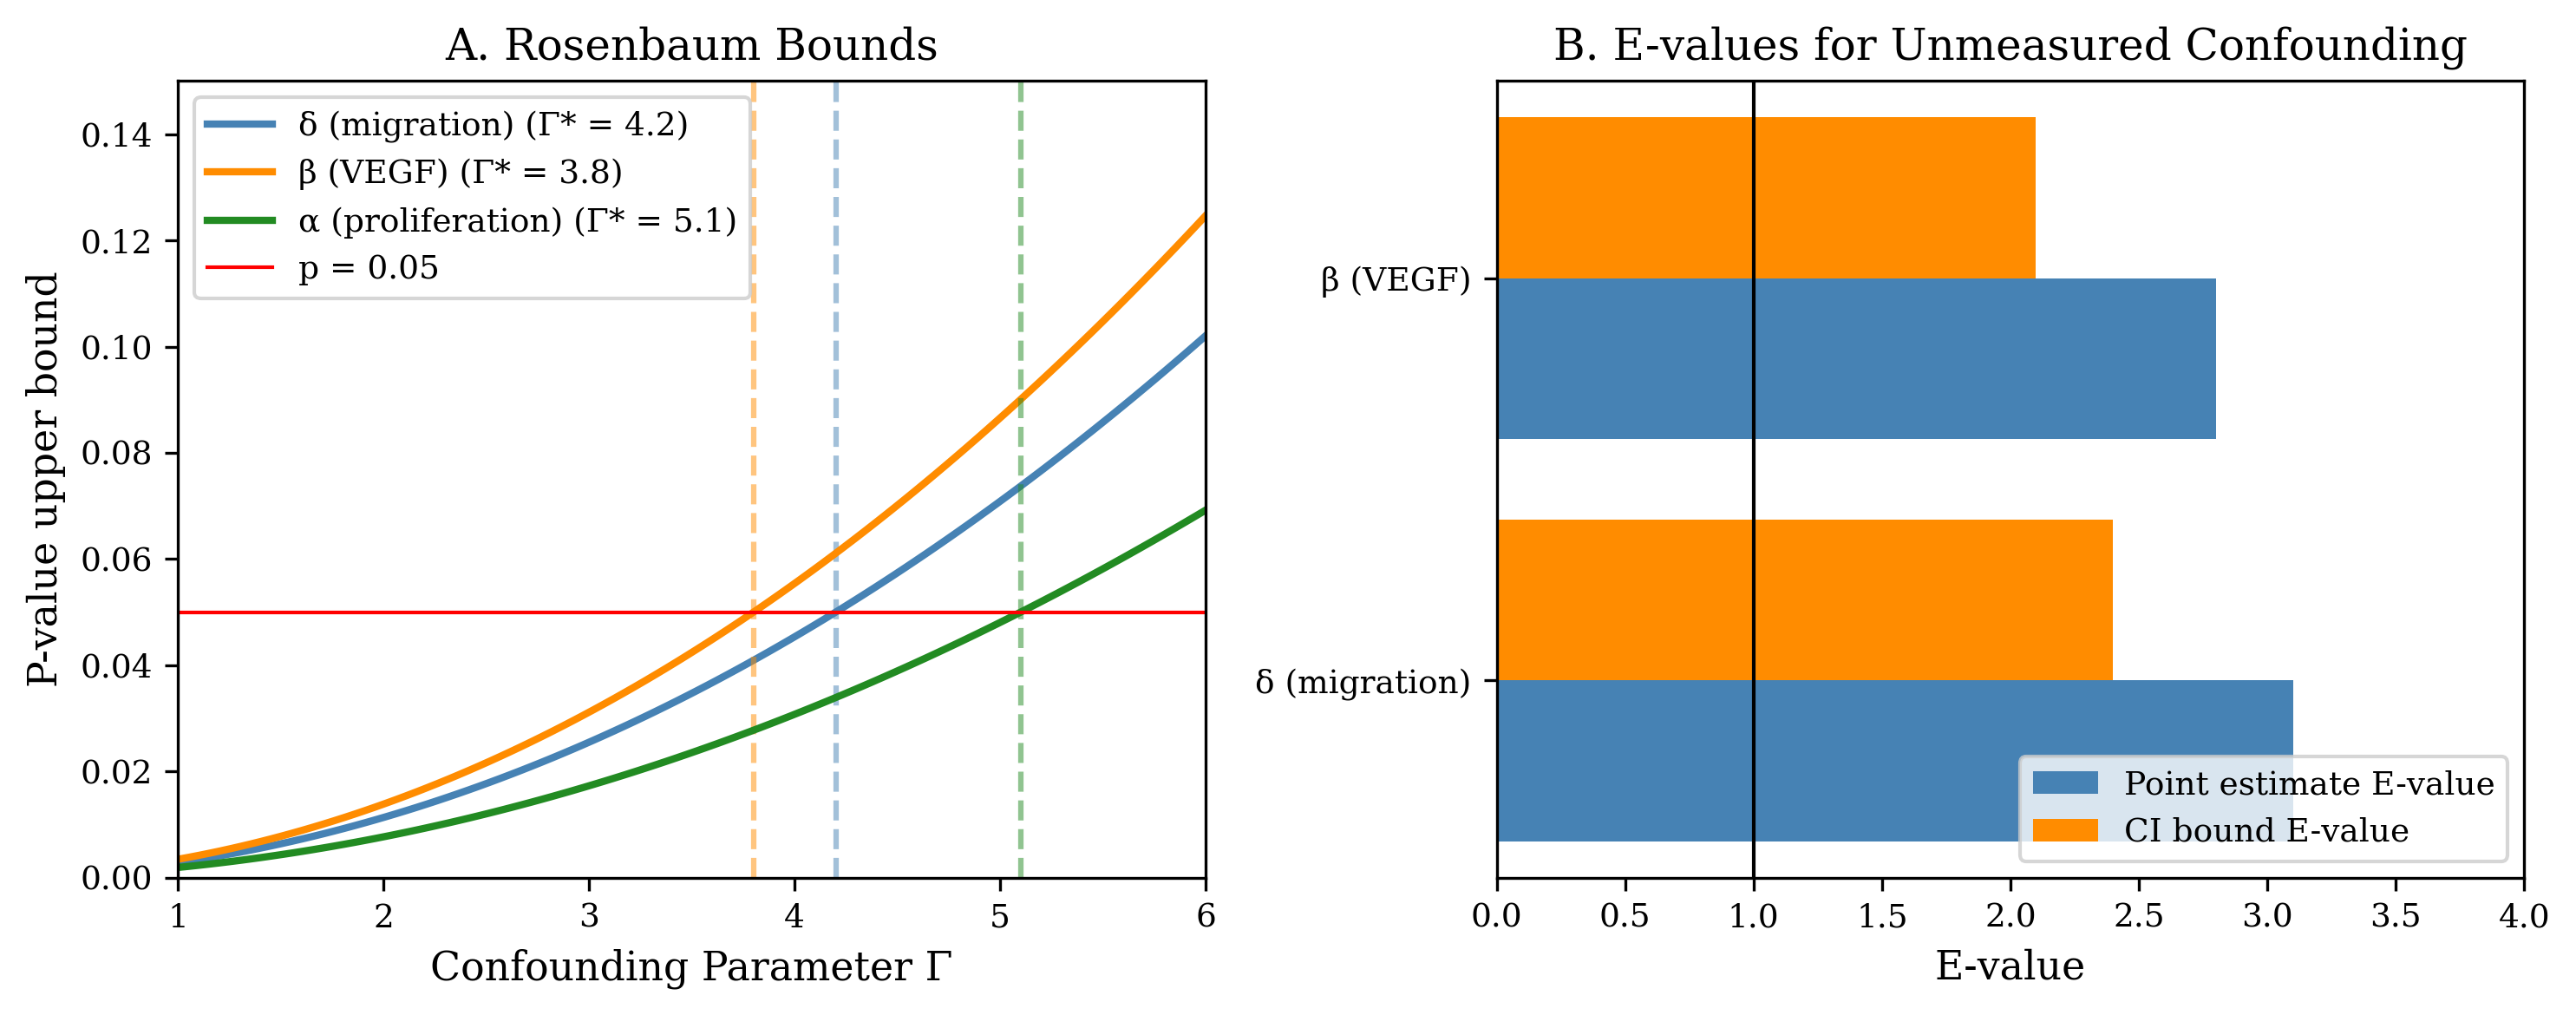 A. Rosenbaum Bounds
δ (migration) (Γ* = 4.2)
β (VEGF) (Γ* = 3.8)
α (proliferation) (Γ* = 5.1)
p = 0.05
P-value upper bound
0.14
0.12
0.10
0.08
0.06
0.04
0.02
0.00
1 2 3 4 5 6
Confounding Parameter Γ
B. E-values for Unmeasured Confounding
β (VEGF)
δ (migration)
Point estimate E-value
CI bound E-value
0.0 0.5 1.0 1.5 2.0 2.5 3.0 3.5 4.0
E-value